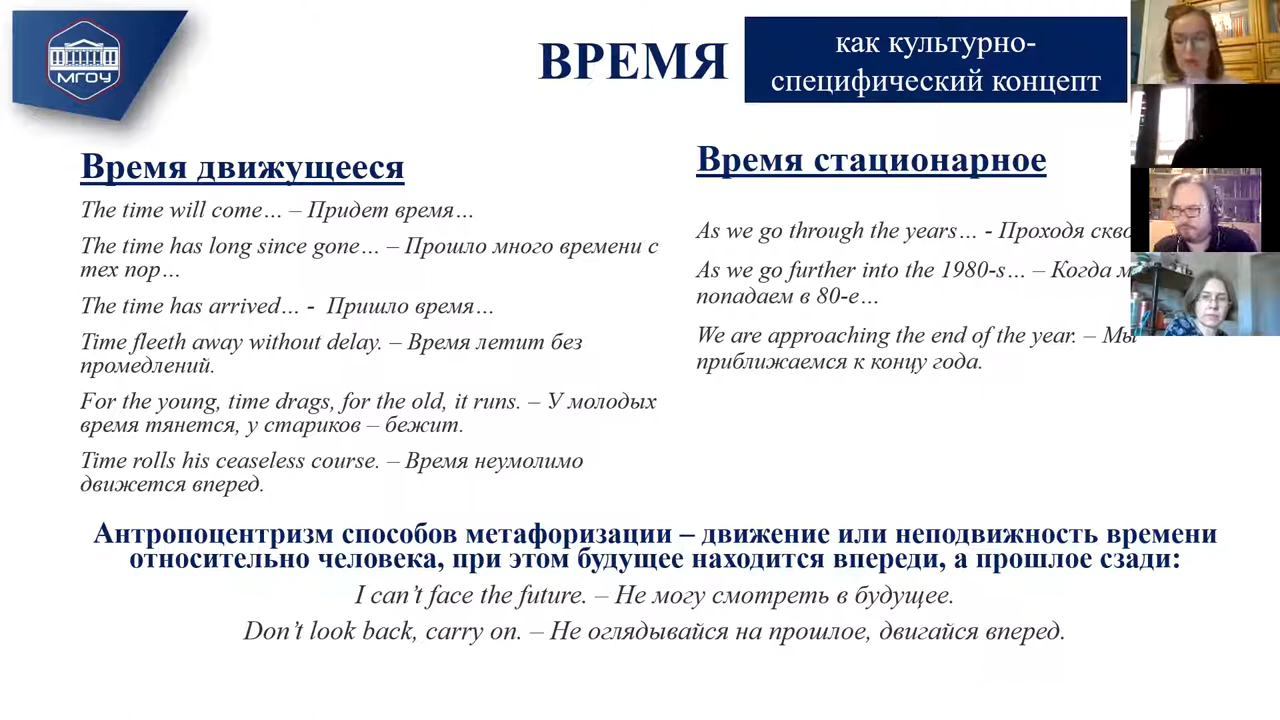 МГОУ
ВРЕМЯ
как культурно-
специфический концепт
Время движущееся
The time will come… – Придет время…
The time has long since gone… – Прошло много времени с
тех пор…
The time has arrived… - Пришло время…
Time fleeth away without delay. – Время летит без
промедлений.
For the young, time drags, for the old, it runs. – У молодых
время тянется, у стариков – бежит.
Time rolls his ceaseless course. – Время неумолимо
движется вперед.
Время стационарное
As we go through the years… - Проходя
As we go further into the 1980-s… – Когда
попадаем в 80-е…
We are approaching the end of the year. – Мы
приближаемся к концу года.
Антропоцентризм способов метафоризации – движение или неподвижность времени
относительно человека, при этом будущее находится впереди, а прошлое сзади:
I can’t face the future. – Не могу смотреть в будущее.
Don’t look back, carry on. – Не оглядывайся на прошлое, двигайся вперед.